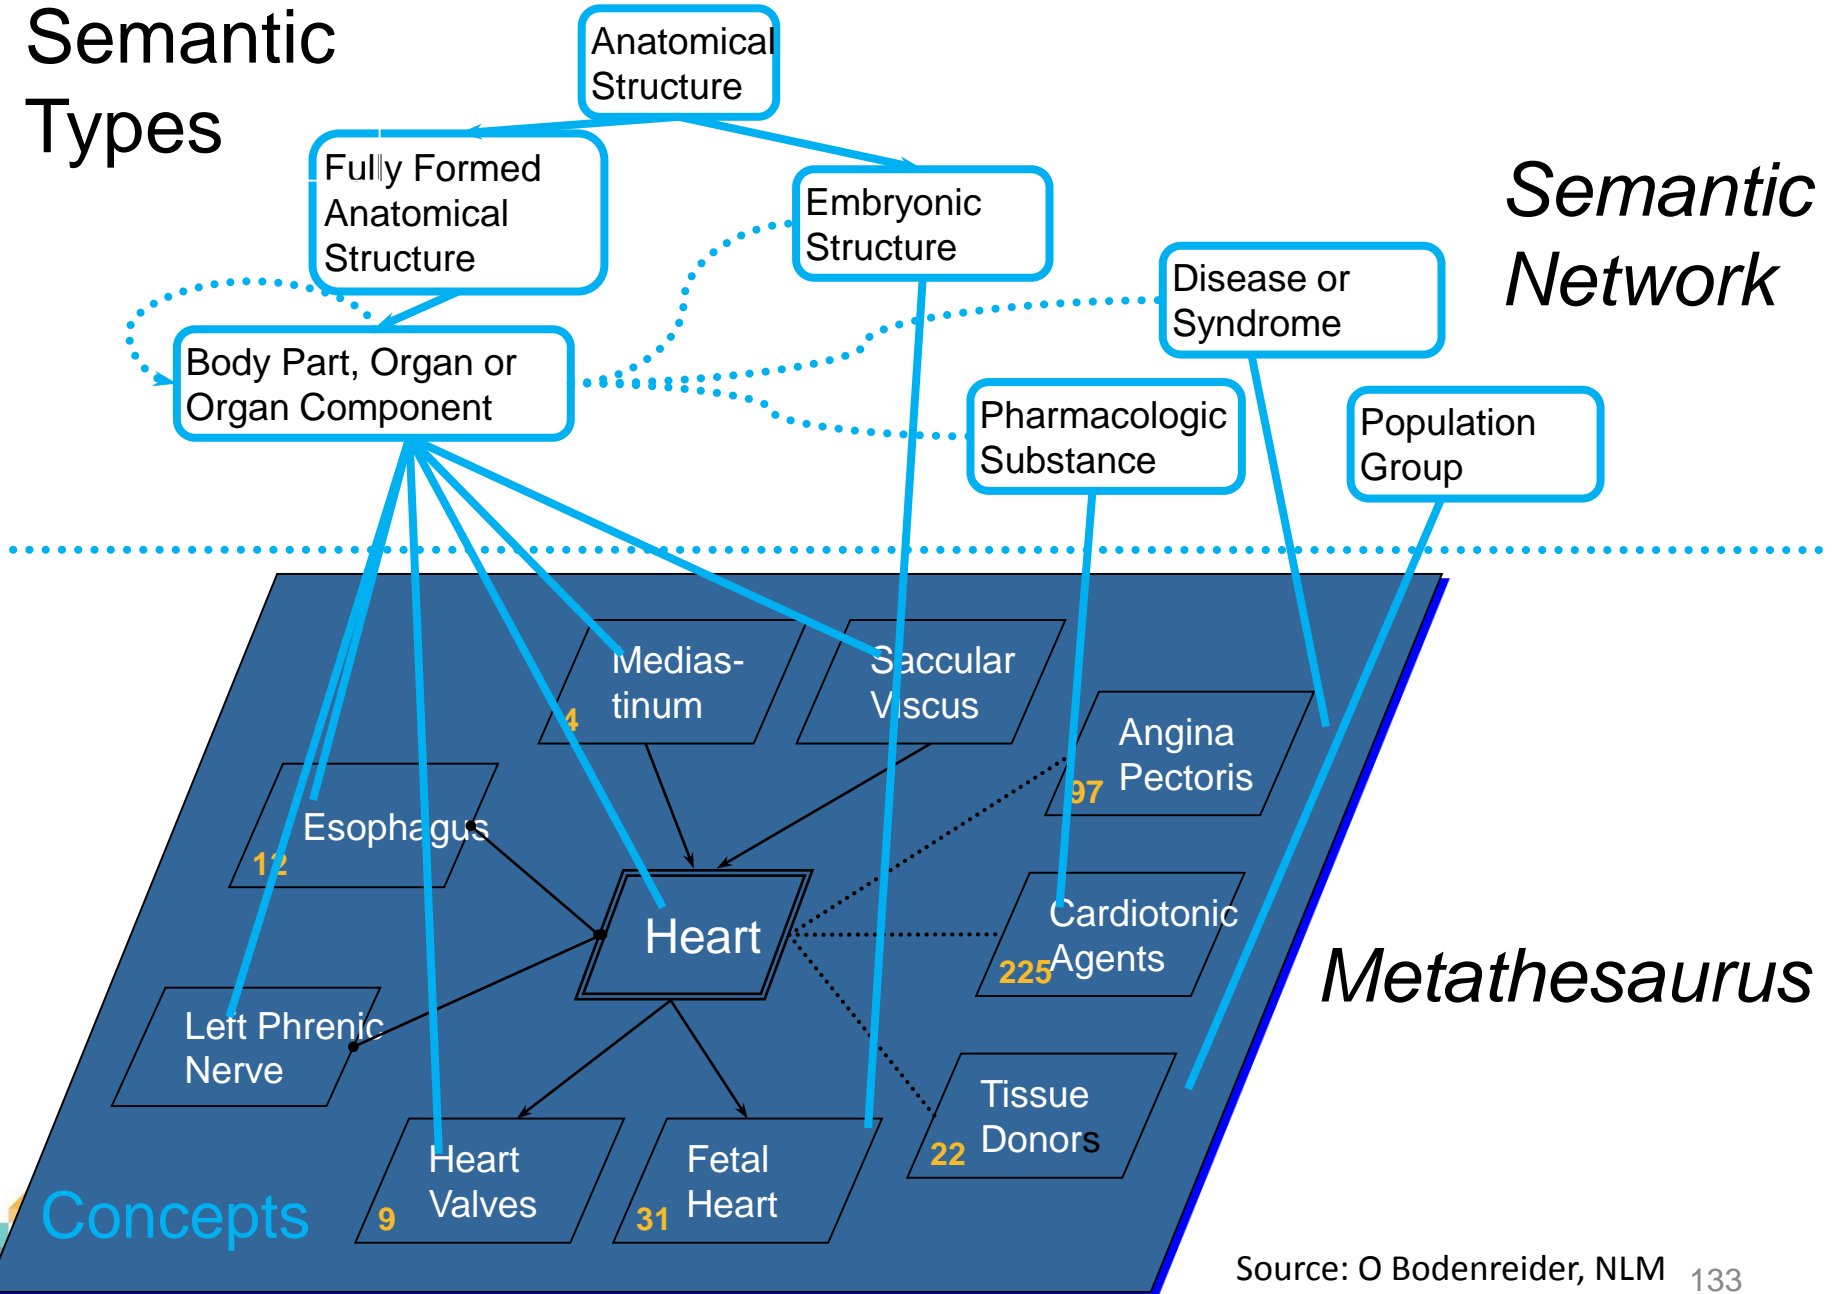 Semantic
Types
Anatomical
Structure
Fully Formed
Anatomical
Structure
Embryonic
Structure
Semantic
Network
Disease or
Syndrome
Body Part, Organ or
Organ Component
Pharmacologic
Substance
Population
Group
Medias-
tinum
4
Saccular
Viscus
Angina
Pectoris
97
Esophagus
12
Heart
Cardiotonic
Agents
225
Metathesaurus
Left Phrenic
Nerve
Tissue
Donors
22
Heart
Valves
9
Fetal
Heart
31
Concepts
Source: O Bodenreider, NLM
133